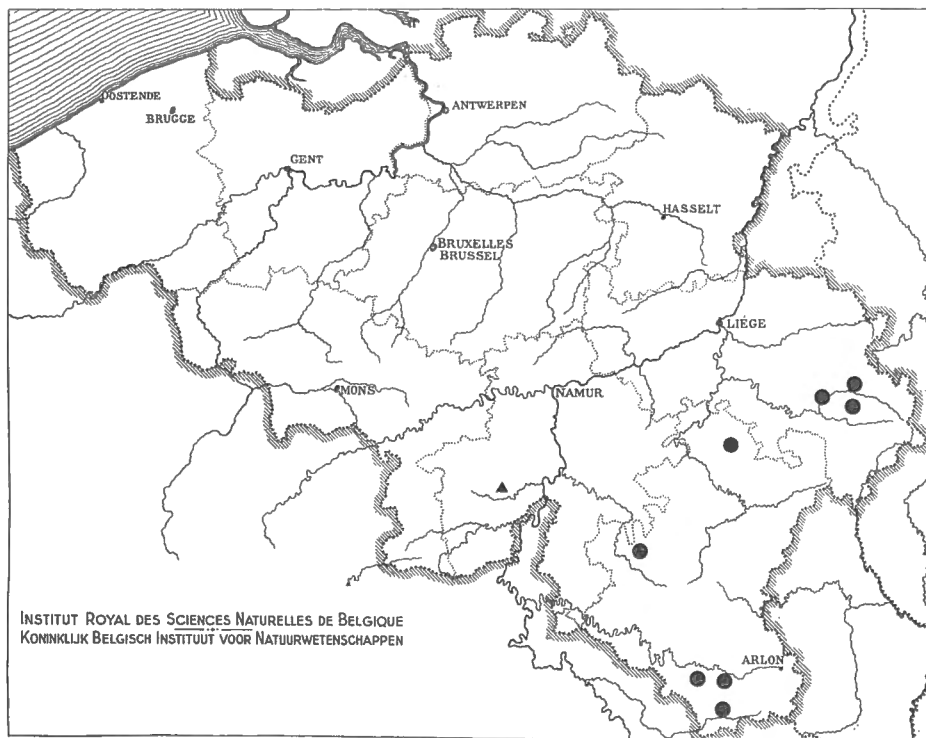 OOSTENDE
BRUGGE
ANTWERPEN
GENT
HASSELT
BRUXELLES
BRUSSEL
LIÉGE
MONS
NAMUR
INSTITUT ROYAL DES SCIENCES NATURELLES DE BELGIQUE
KONINKLIJK BELGISCH INSTITUUT VOOR NATUURWETENSCHAPPEN
ARLON